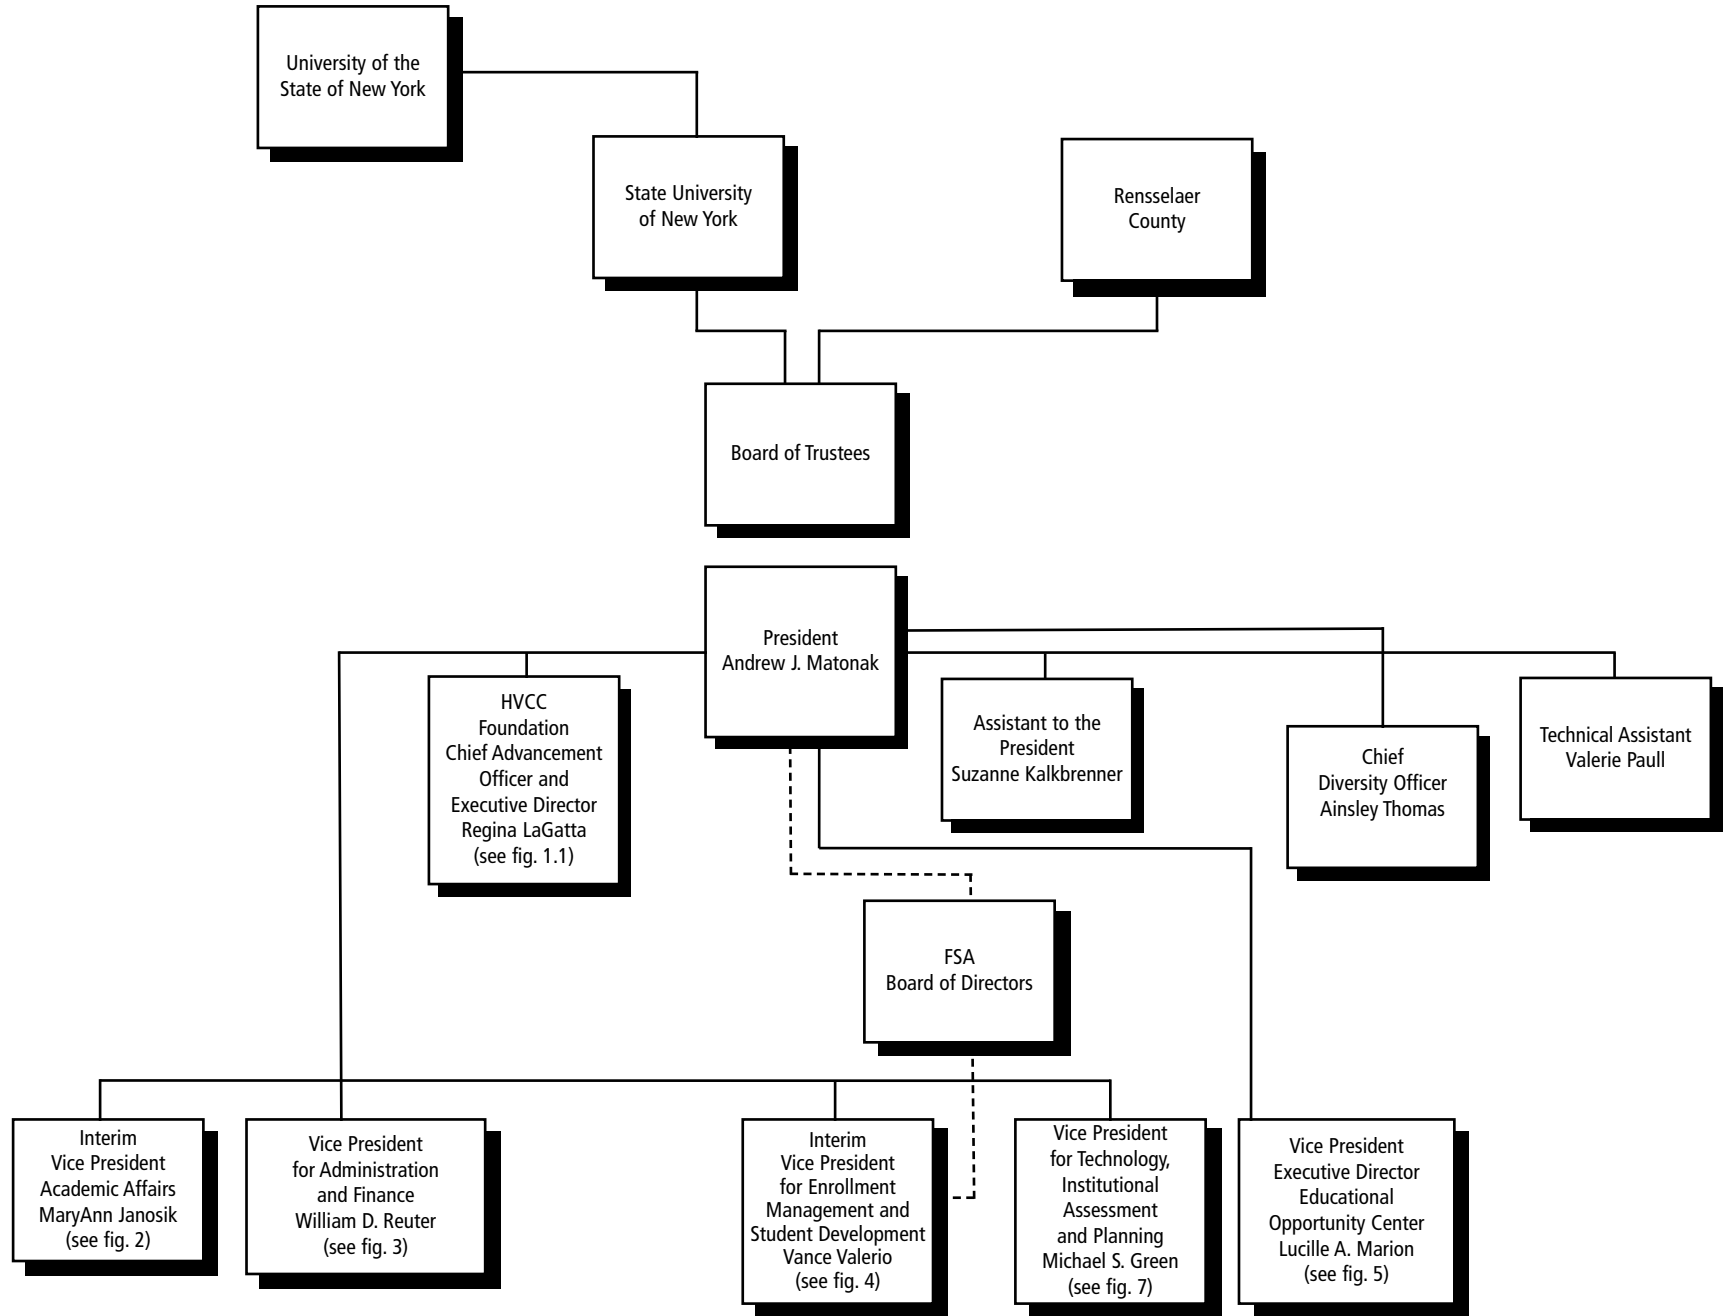 University of the
State of New York
State University
of New York
Rensselaer
County
Board of Trustees
President
Andrew J. Matonak
HVCC
Foundation
Chief Advancement
Officer and
Executive Director
Regina LaGatta
(see fig. 1.1)
Assistant to the
President
Suzanne Kalkbrenner
Chief
Diversity Officer
Ainsley Thomas
Technical Assistant
Valerie Paull
FSA
Board of Directors
Interim
Vice President
Academic Affairs
MaryAnn Janosik
(see fig. 2)
Vice President
for Administration
and Finance
William D. Reuter
(see fig. 3)
Interim
Vice President
for Enrollment
Management and
Student Development
Vance Valerio
(see fig. 4)
Vice President
for Technology,
Institutional
Assessment
and Planning
Michael S. Green
(see fig. 7)
Vice President
Executive Director
Educational
Opportunity Center
Lucille A. Marion
(see fig. 5)